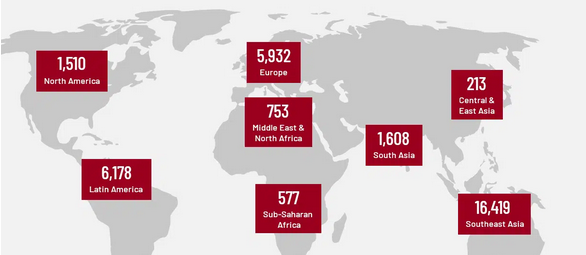 1,510
North America
5,932
Europe
213
Central &
East Asia
753
Middle East &
North Africa
1,608
South Asia
6,178
Latin America
577
Sub-Saharan
Africa
16,419
Southeast Asia